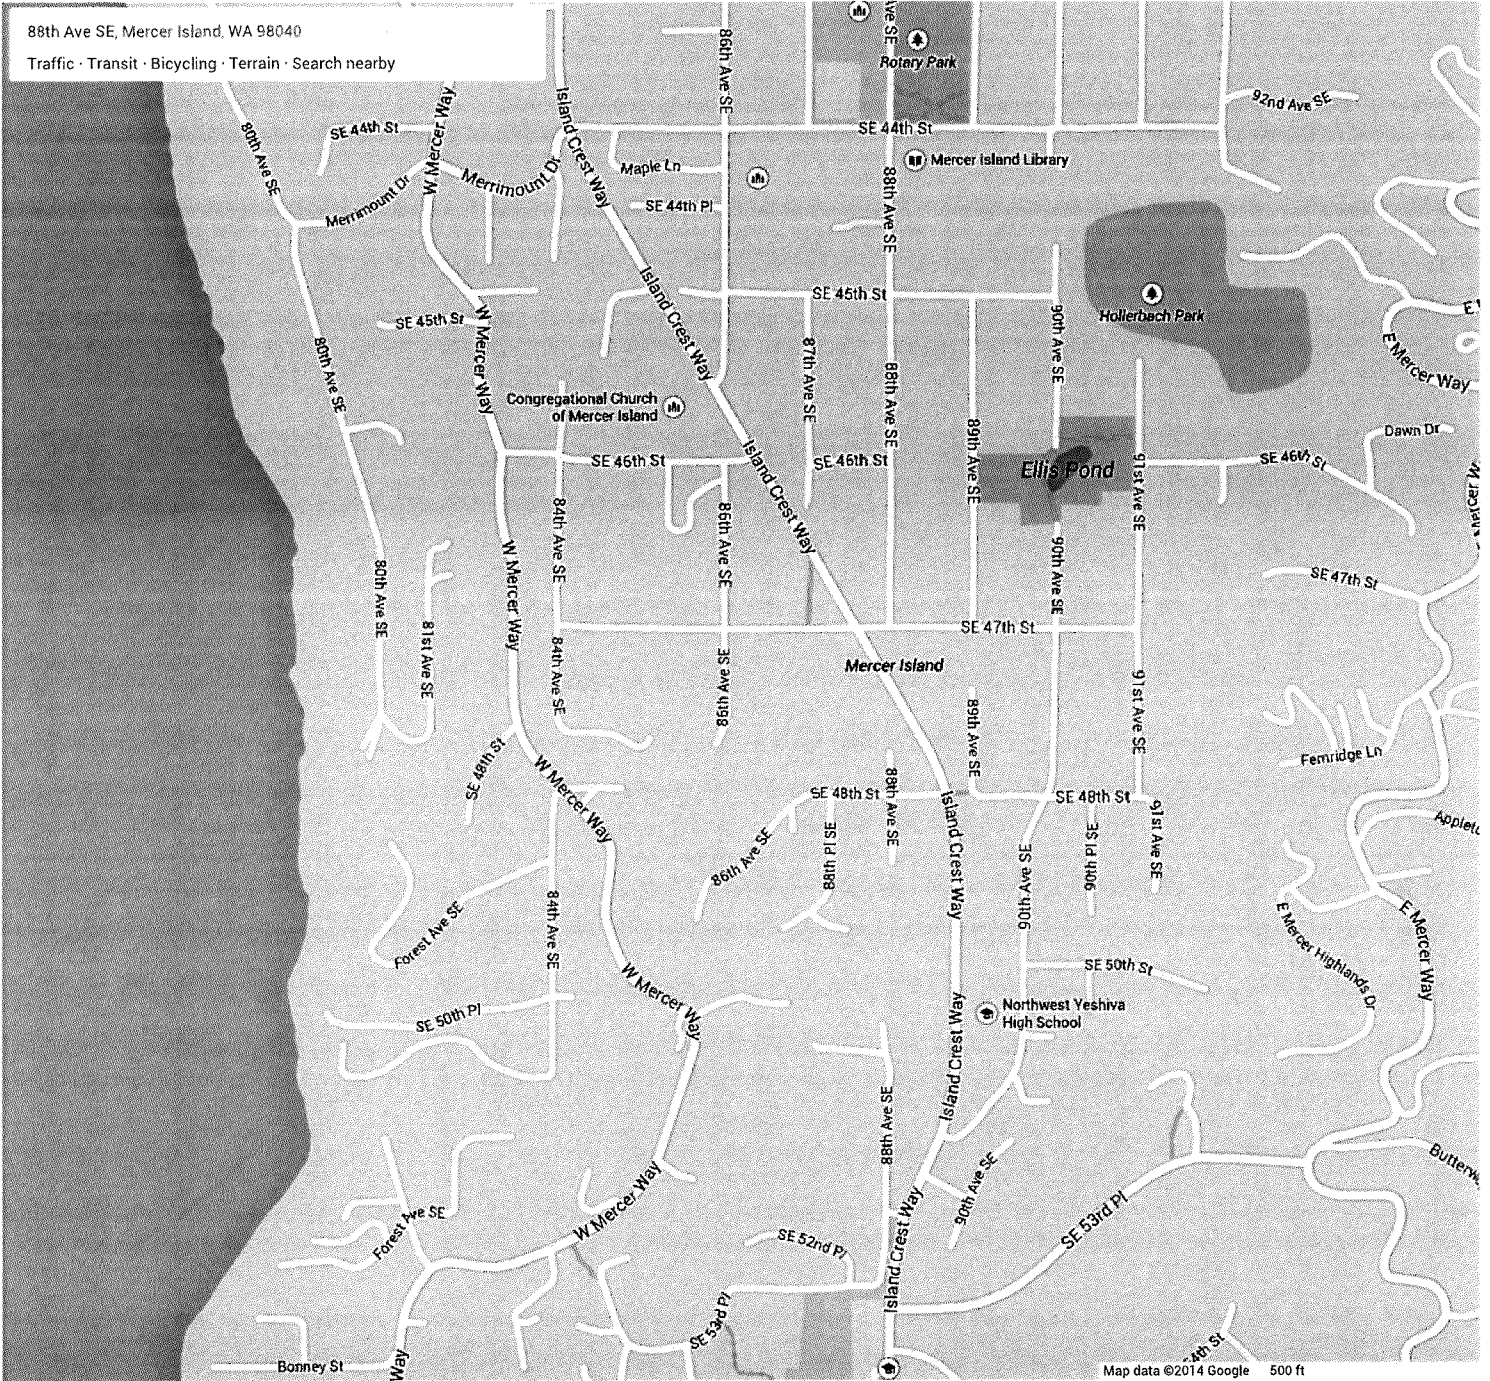 88th Ave SE, Mercer Island, WA 98040
Traffic · Transit · Bicycling · Terrain · Search nearby
86th Ave SE
Ave SE
Rotary Park
92nd Ave SE
80th Ave SE
SE 44th St
W Mercer Way
Island Crest Way
SE 44th St
Mercer Island Library
Merrimount Dr
Merrimount Dr
Maple Ln
SE 44th Pl
88th Ave SE
Island Crest Way
SE 45th St
Hollerbach Park
SE 45th St
W Mercer Way
80th Ave SE
87th Ave SE
88th Ave SE
90th Ave SE
E Mercer Way
Congregational Church
of Mercer Island
89th Ave SE
Dawn Dr
SE 46th St
Island Crest Way
SE 46th St
Ellis Pond
91st Ave SE
SE 46th St
84th Ave SE
86th Ave SE
W Mercer Way
80th Ave SE
90th Ave SE
SE 47th St
81st Ave SE
84th Ave SE
86th Ave SE
SE 47th St
Mercer Island
91st Ave SE
89th Ave SE
SE 48th St
W Mercer Way
Fernridge Ln
SE 48th St
88th Ave SE
SE 48th St
86th Ave SE
88th Pl SE
Island Crest Way
90th Ave SE
90th Pl SE
91st Ave SE
Forest Ave SE
84th Ave SE
E Mercer Highlands Dr
E Mercer Way
W Mercer Way
SE 50th St
SE 50th Pl
Island Crest Way
Northwest Yeshiva
High School
88th Ave SE
90th Ave SE
W Mercer Way
Forest Ave SE
SE 52nd Pl
Island Crest Way
SE 53rd Pl
SE 53rd Pl
Bonney St
Way
Map data ©2014 Google 500 ft